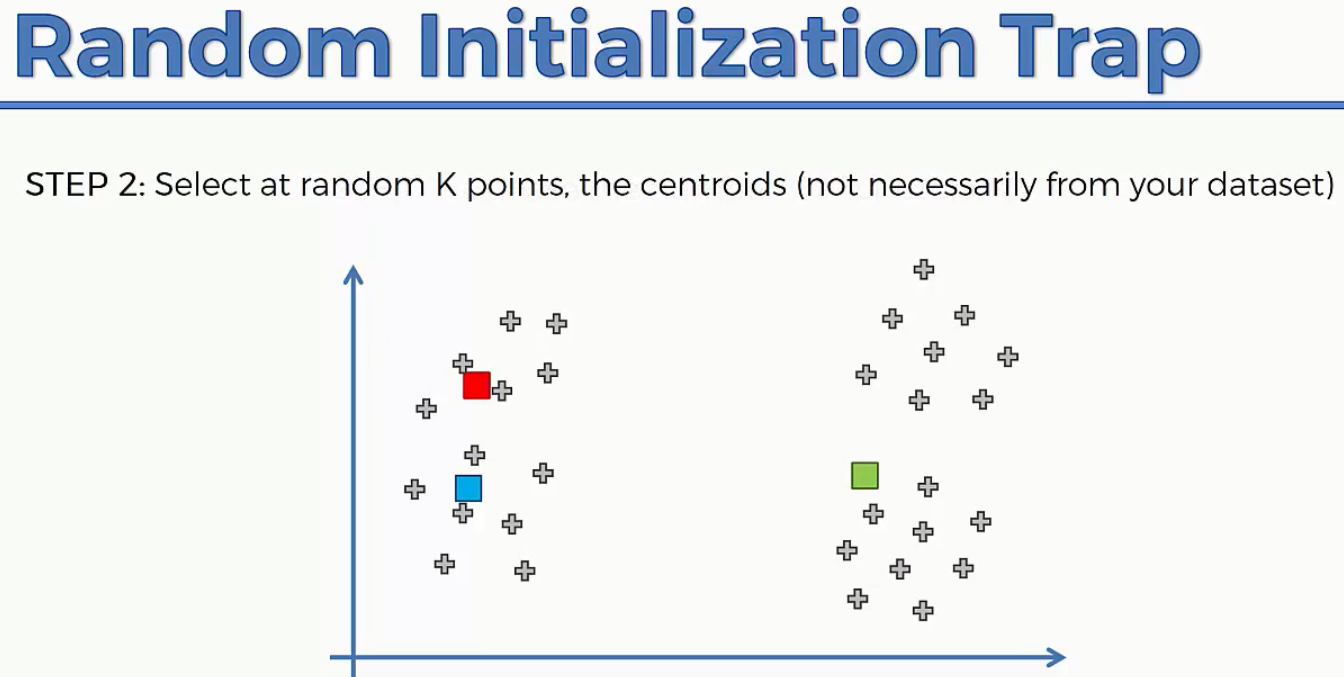 Random Initialization Trap
STEP 2: Select at random K points, the centroids (not necessarily from your dataset)